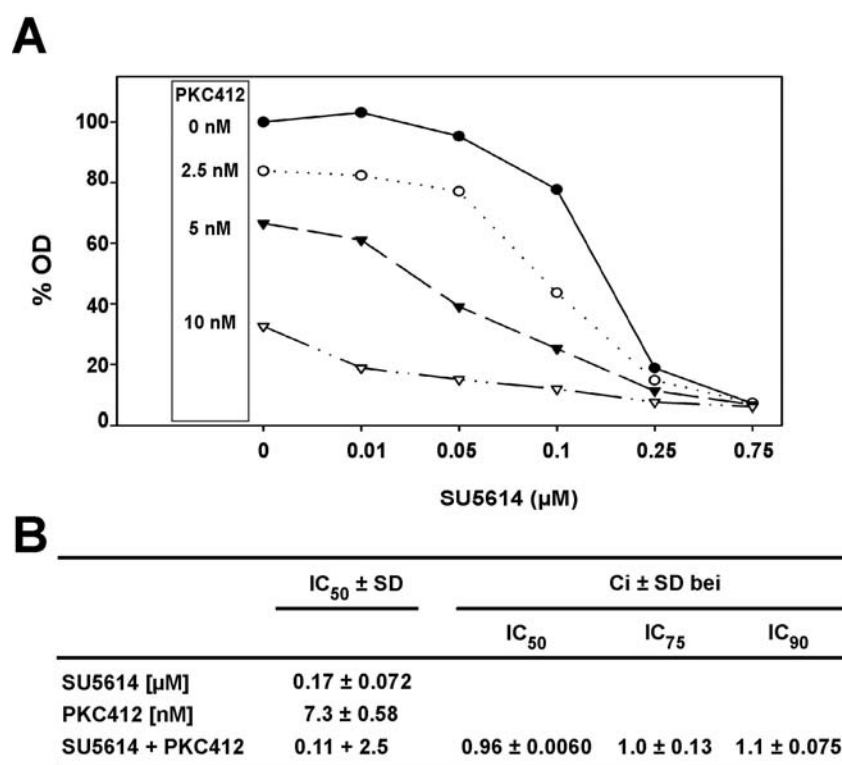 A
PKC412
0 nM
2.5 nM
5 nM
10 nM
% OD
100
80
60
40
20
0
0 0.01 0.05 0.1 0.25 0.75
SU5614 (µM)
B
IC50 ± SD Ci ± SD bei
IC50 IC75 IC90
SU5614 [µM] 0.17 ± 0.072
PKC412 [nM] 7.3 ± 0.58
SU5614 + PKC412 0.11 + 2.5 0.96 ± 0.0060 1.0 ± 0.13 1.1 ± 0.075